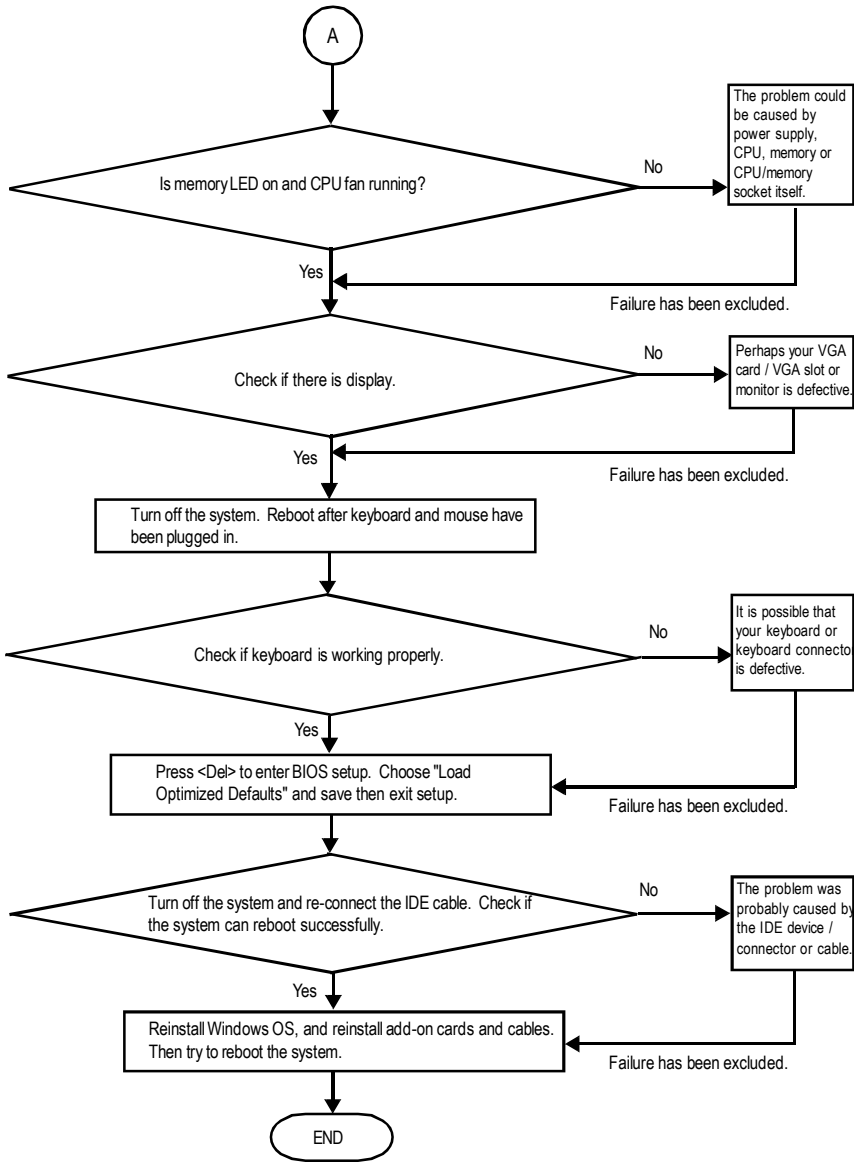 A
Is memory LED on and CPU fan running?
No
The problem could
be caused by
power supply,
CPU, memory or
CPU/memory
socket itself.
Yes
Failure has been excluded.
Check if there is display.
No
Perhaps your VGA
card / VGA slot or
monitor is defective.
Yes
Failure has been excluded.
Turn off the system. Reboot after keyboard and mouse have
been plugged in.
Check if keyboard is working properly.
No
It is possible that
your keyboard or
keyboard connecto
is defective.
Yes
Press <Del> to enter BIOS setup. Choose "Load
Optimized Defaults" and save then exit setup.
Failure has been excluded.
Turn off the system and re-connect the IDE cable. Check if
the system can reboot successfully.
No
The problem was
probably caused by
the IDE device /
connector or cable.
Yes
Reinstall Windows OS, and reinstall add-on cards and cables.
Then try to reboot the system.
Failure has been excluded.
END